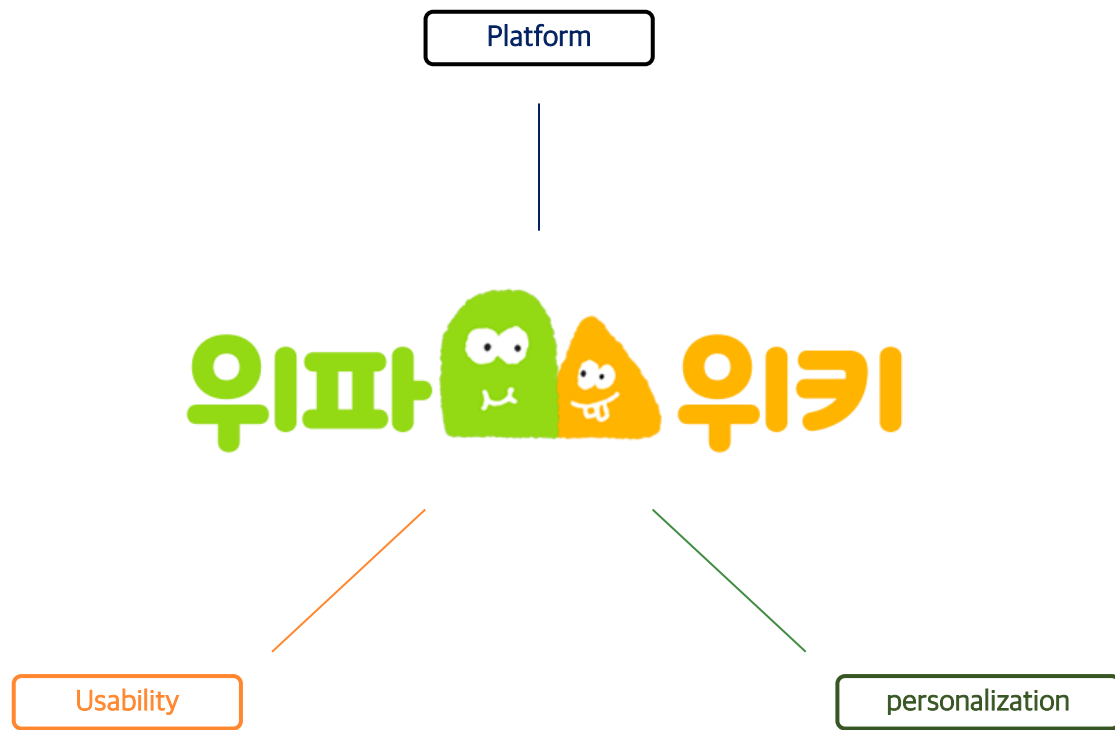 Platform
위파 위키
Usability
personalization